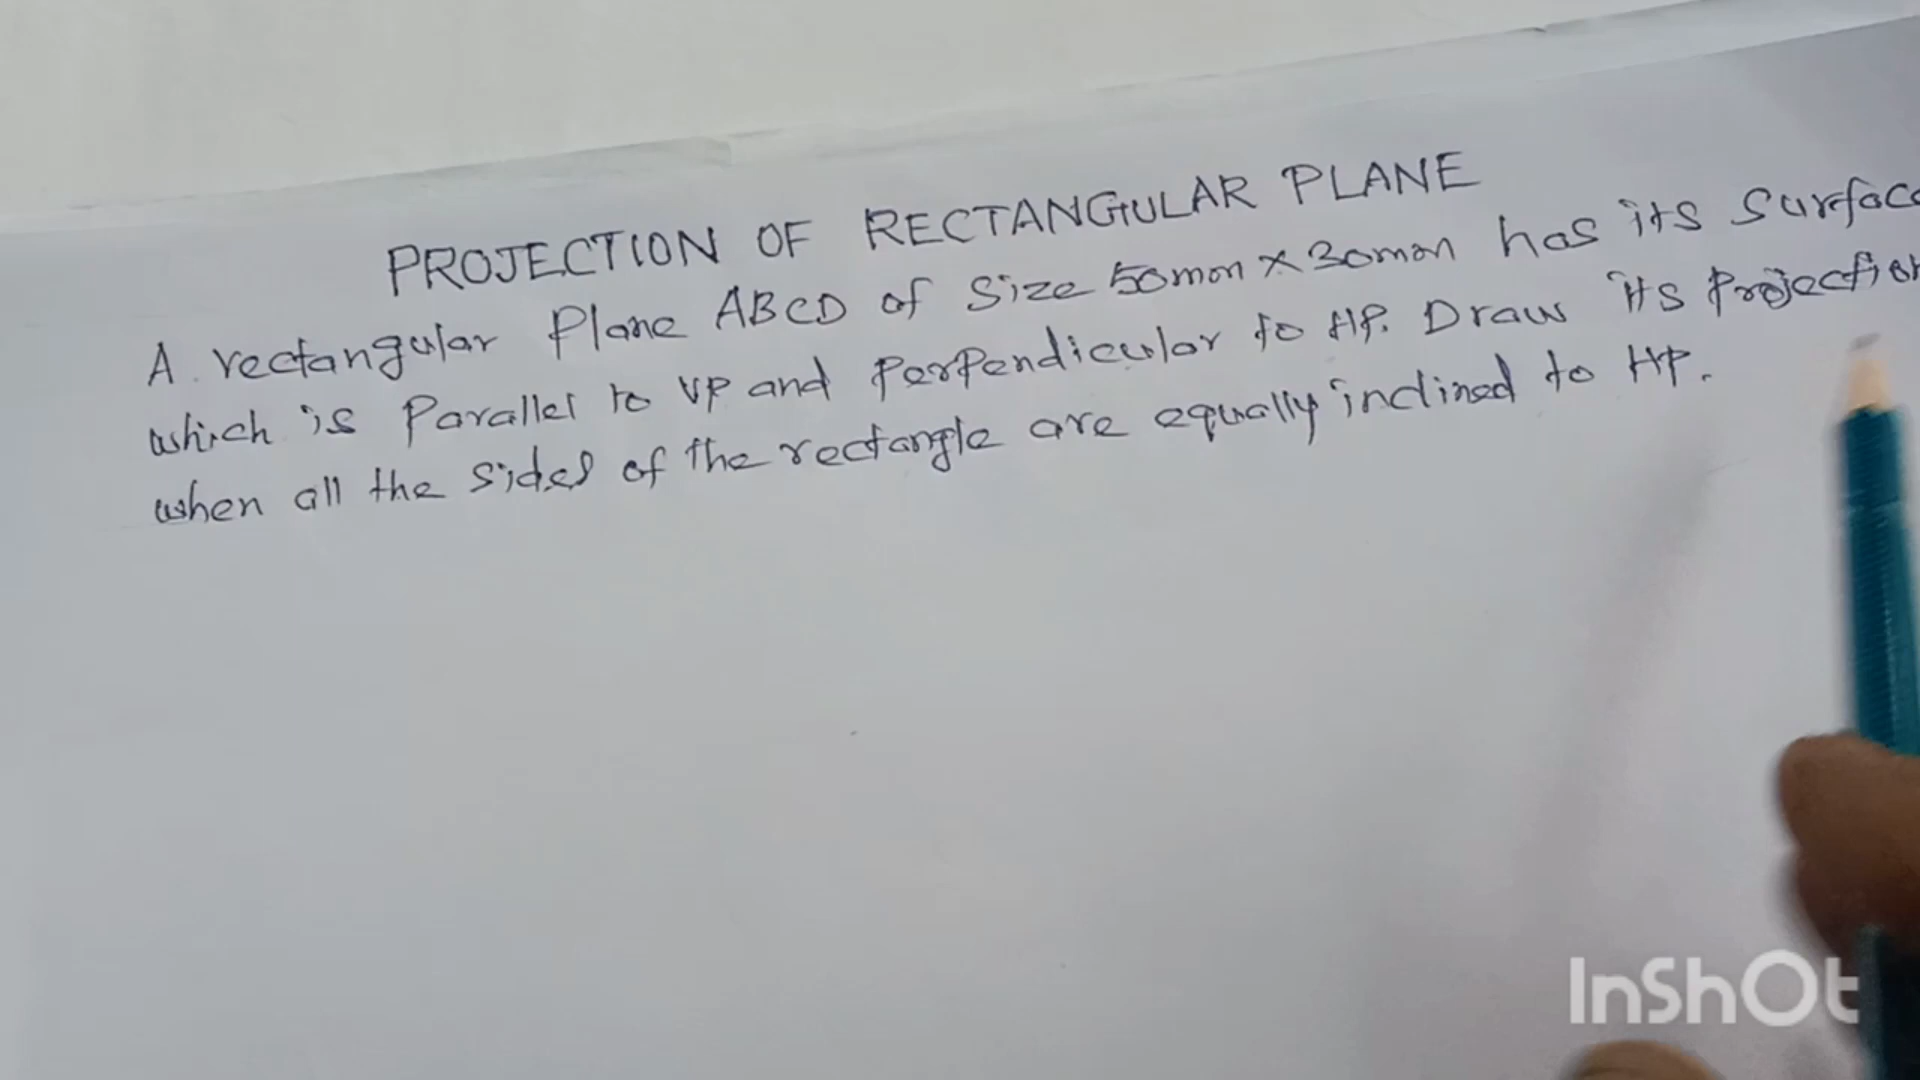 PROJECTION OF RECTANGULAR PLANE
A rectangular Plane ABCD of Size 50mm × 30mm has its Surface
which is Parallel to VP and Perpendicular to HP. Draw its Projection
when all the sides of the rectangle are equally inclined to HP.
InShOt